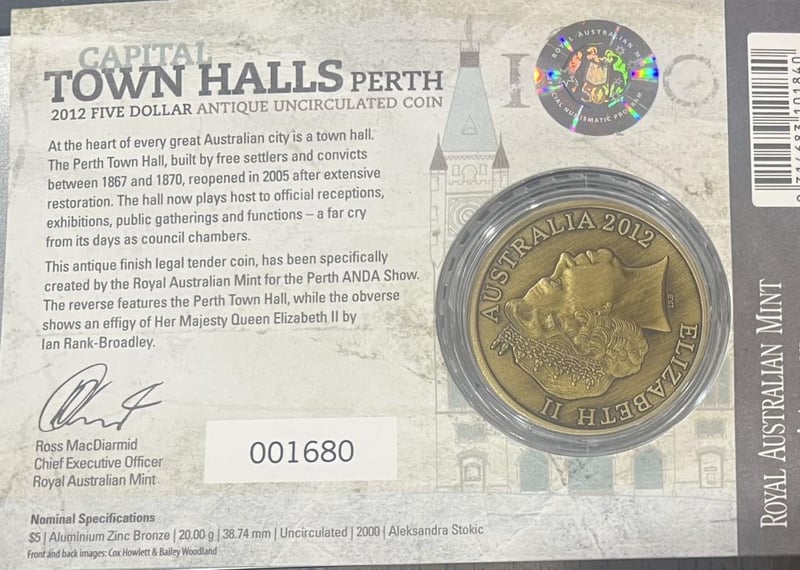 CAPITAL
TOWN HALLS PERTH
2012 FIVE DOLLAR ANTIQUE UNCIRCULATED COIN
At the heart of every great Australian city is a town hall.
The Perth Town Hall, built by free settlers and convicts
between 1867 and 1870, reopened in 2005 after extensive
restoration. The hall now plays host to official receptions,
exhibitions, public gatherings and functions – a far cry
from its days as council chambers.
This antique finish legal tender coin, has been specifically
created by the Royal Australian Mint for the Perth ANDA Show.
The reverse features the Perth Town Hall, while the obverse
shows an effigy of Her Majesty Queen Elizabeth II by
Ian Rank-Broadley.
Ross MacDiarmid
Chief Executive Officer
Royal Australian Mint
001680
Nominal Specifications
$5 | Aluminium Zinc Bronze | 20.00 g | 38.74 mm | Uncirculated | 2000 | Aleksandra Stokic
Front and back images: Cox Howlett & Bailey Woodland
ROYAL AUSTRALIAN MINT
OFFICIAL NUMISMATIC PROGRAM
AUSTRALIA 2012
ELIZABETH II
IRB
ROYAL AUSTRALIAN MINT